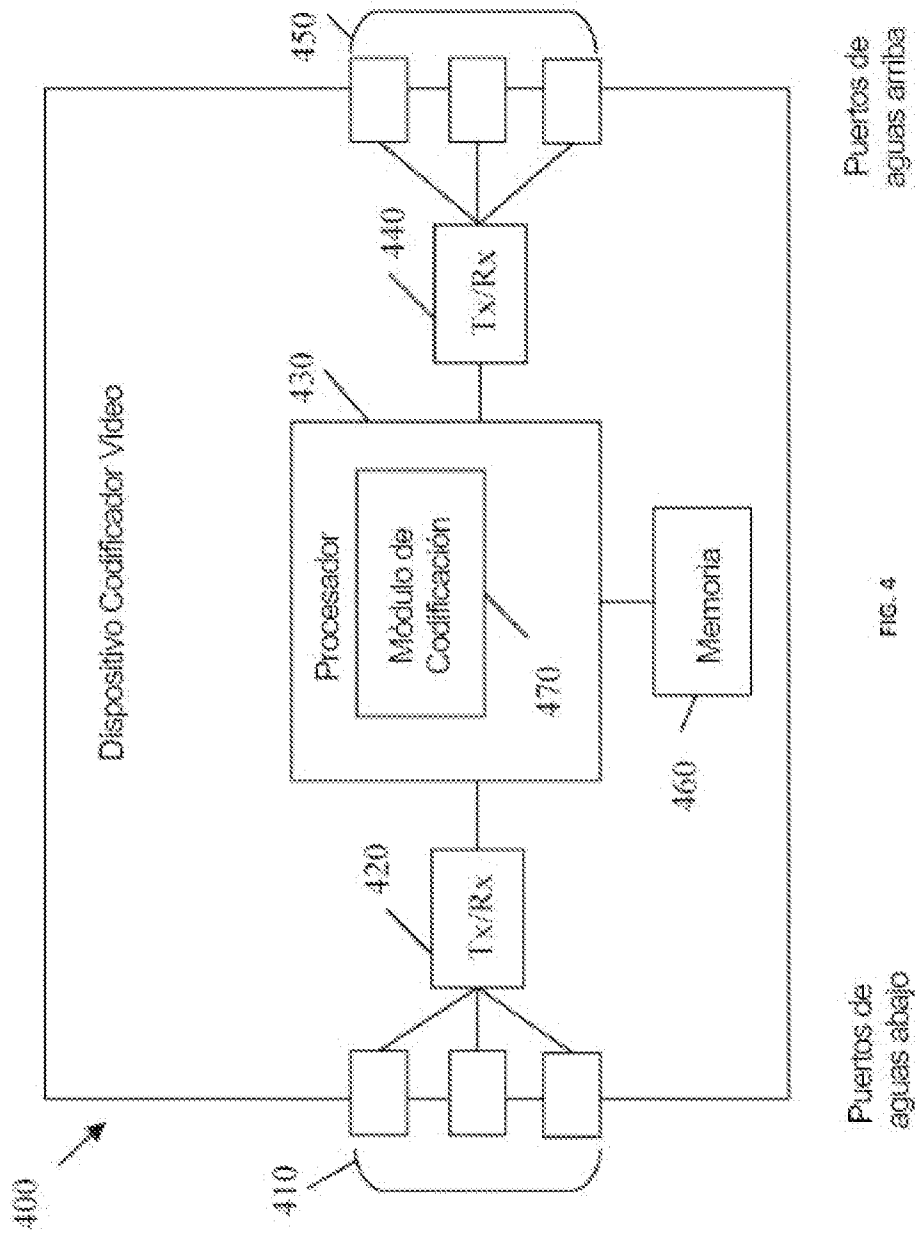 400
Dispositivo Codificador Vídeo
410
420
Tx/Rx
430
Procesador
Módulo de
Codificación
470
440
Tx/Rx
450
460
Memoria
Puertos de
aguas abajo
Puertos de
aguas arriba
FIG. 4